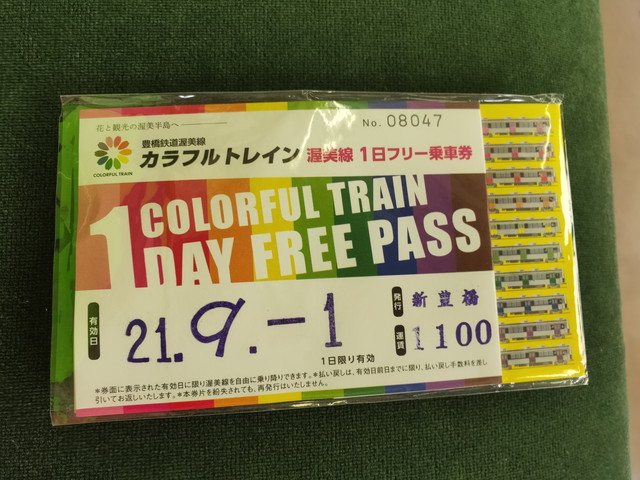 花と観光の渥美半島へ
No. 08047
豊橋鉄道渥美線
カラフルトレイン 渥美線 1日フリー乗車券
COLORFUL TRAIN
1 COLORFUL TRAIN
DAY FREE PASS
有効日
21.9.-1
1日限り有効
発行 新豊橋
運賃 1100
*券面に表示された有効日に限り渥美線を自由に乗り降りできます。*払い戻しは、有効日前日までに限り、払い戻し手数料を差し
引いてお返しいたします。*本券片を紛失されても、再発行はいたしません。